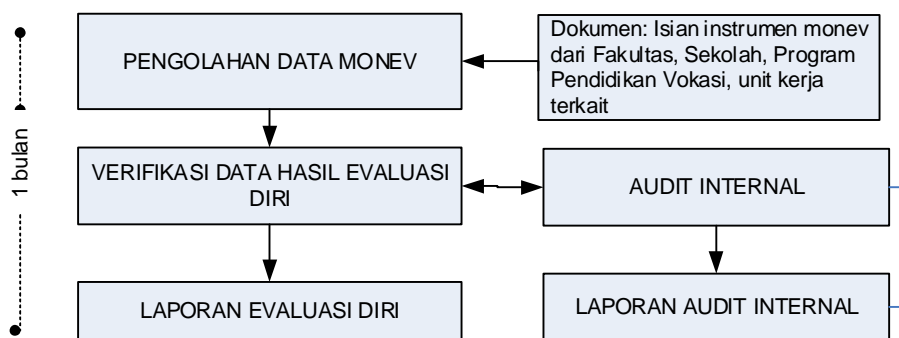 PENGOLAHAN DATA MONEV
Dokumen: Isian instrumen monev
dari Fakultas, Sekolah, Program
Pendidikan Vokasi, unit kerja
terkait
1 bulan
VERIFIKASI DATA HASIL EVALUASI
DIRI
AUDIT INTERNAL
LAPORAN EVALUASI DIRI
LAPORAN AUDIT INTERNAL